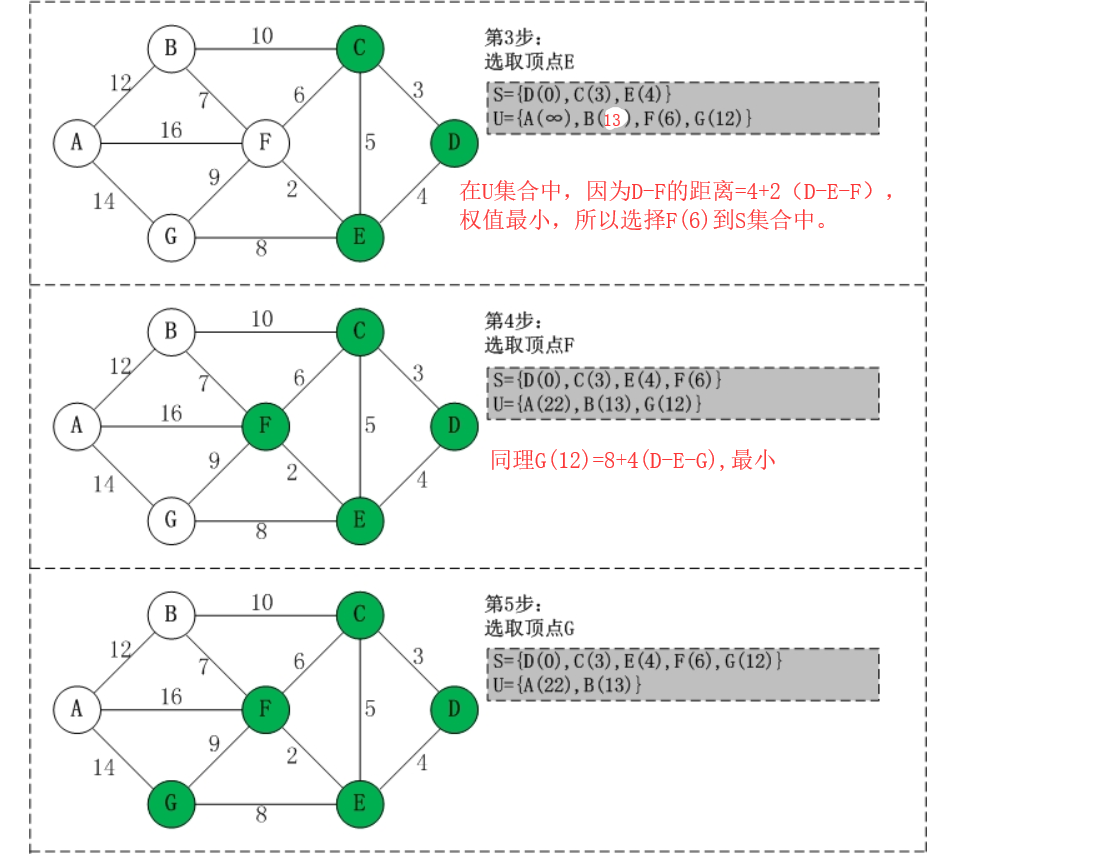 B 10 C
12 7 6 3
A 16 F 5 D
14 9 2 4
G 8 E
第3步:
选取顶点E
S={D(0),C(3),E(4)}
U={A(∞),B(13),F(6),G(12)}
在U集合中，因为D-F的距离=4+2（D-E-F），
权值最小，所以选择F(6)到S集合中。
B 10 C
12 7 6 3
A 16 F 5 D
14 9 2 4
G 8 E
第4步:
选取顶点F
S={D(0),C(3),E(4),F(6)}
U={A(22),B(13),G(12)}
同理G(12)=8+4(D-E-G),最小
B 10 C
12 7 6 3
A 16 F 5 D
14 9 2 4
G 8 E
第5步:
选取顶点G
S={D(0),C(3),E(4),F(6),G(12)}
U={A(22),B(13)}